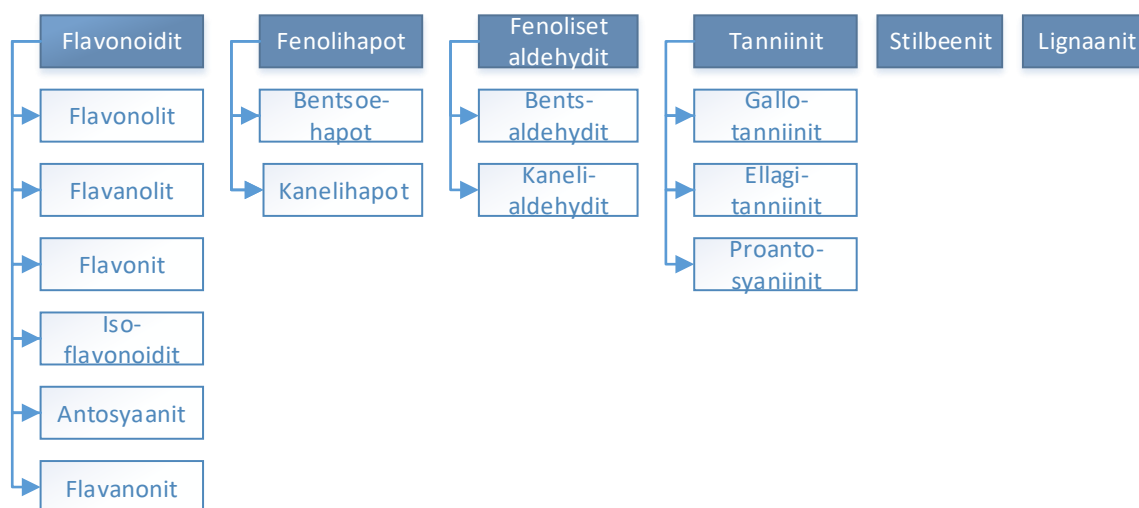 Flavonoidit
Flavonolit
Flavanolit
Flavonit
Iso-
flavonoidit
Antosyaanit
Flavanonit
Fenolihapot
Bentsoe-
hapot
Kanelihapot
Fenoliset
aldehydit
Bents-
aldehydit
Kaneli-
aldehydit
Tanniinit
Gallo-
tanniinit
Ellagi-
tanniinit
Proanto-
syaniinit
Stilbeenit
Lignaanit